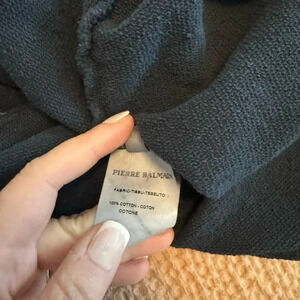 PIERRE BALMAIN
FABRIC-TISSU-TESSUTO
100% COTTON - COTON
COTONE